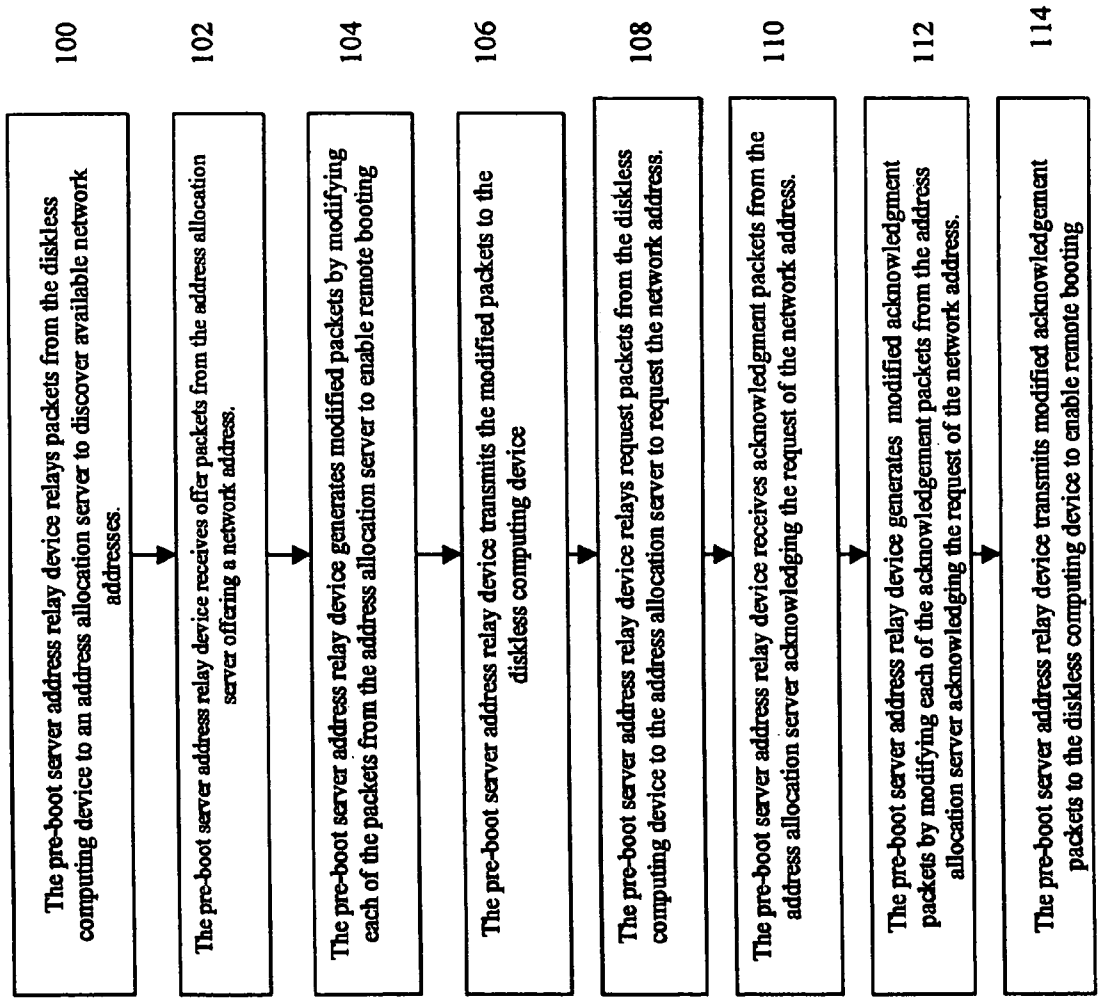 The pre-boot server address relay device relays packets from the diskless
computing device to an address allocation server to discover available network
addresses.
100
The pre-boot server address relay device receives offer packets from the address allocation
server offering a network address.
102
The pre-boot server address relay device generates modified packets by modifying
each of the packets from the address allocation server to enable remote booting
104
The pre-boot server address relay device transmits the modified packets to the
diskless computing device
106
The pre-boot server address relay device relays request packets from the diskless
computing device to the address allocation server to request the network address.
108
The pre-boot server address relay device receives acknowledgment packets from the
address allocation server acknowledging the request of the network address.
110
The pre-boot server address relay device generates modified acknowledgment
packets by modifying each of the acknowledgement packets from the address
allocation server acknowledging the request of the network address.
112
The pre-boot server address relay device transmits modified acknowledgement
packets to the diskless computing device to enable remote booting
114